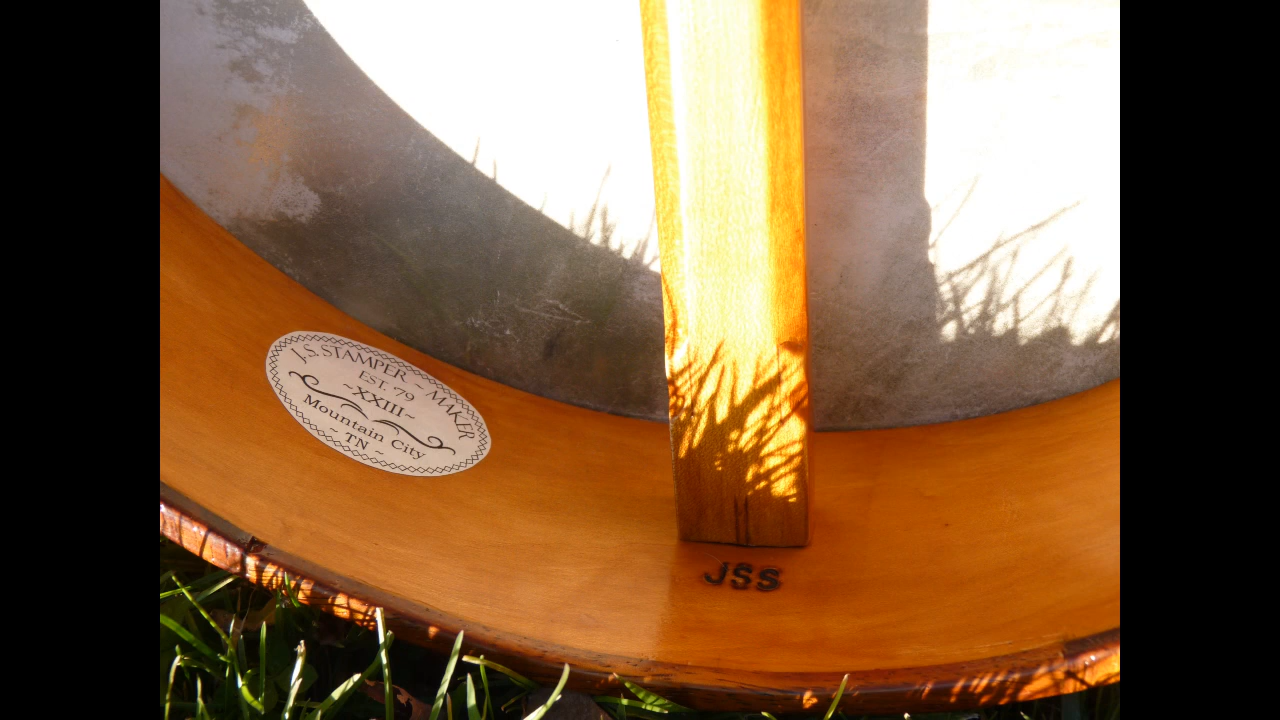 J.S. STAMPER ~ MAKER
EST. '79
~XXIII~
Mountain City
~ TN ~
JSS